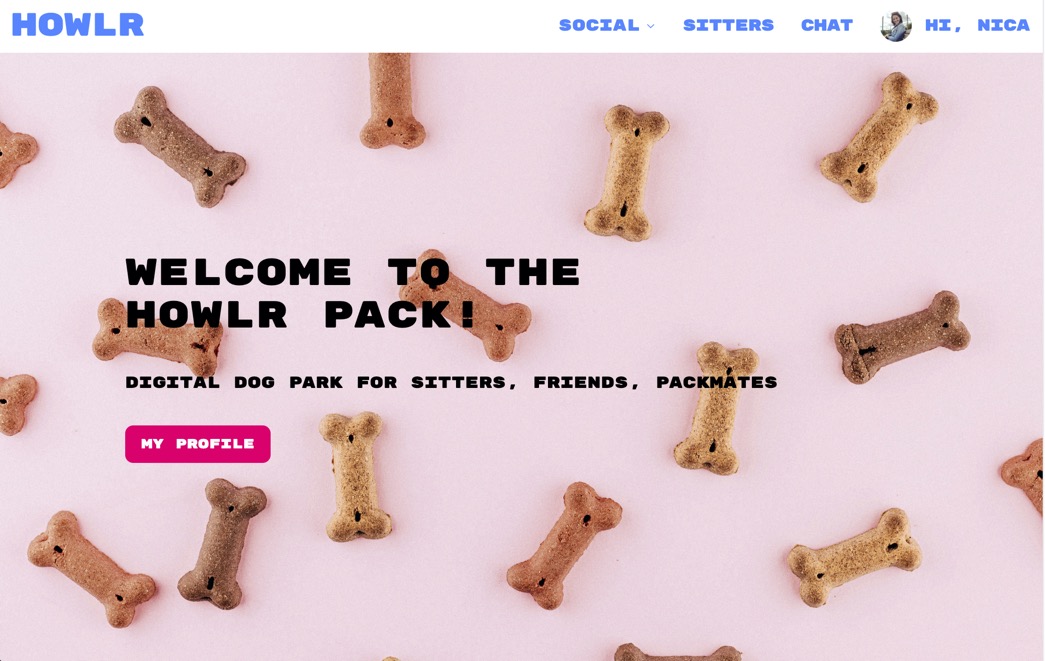 HOWLR
SOCIAL
SITTERS
CHAT
HI, NICA
WELCOME TO THE
HOWLR PACK!
DIGITAL DOG PARK FOR SITTERS, FRIENDS, PACKMATES
MY PROFILE